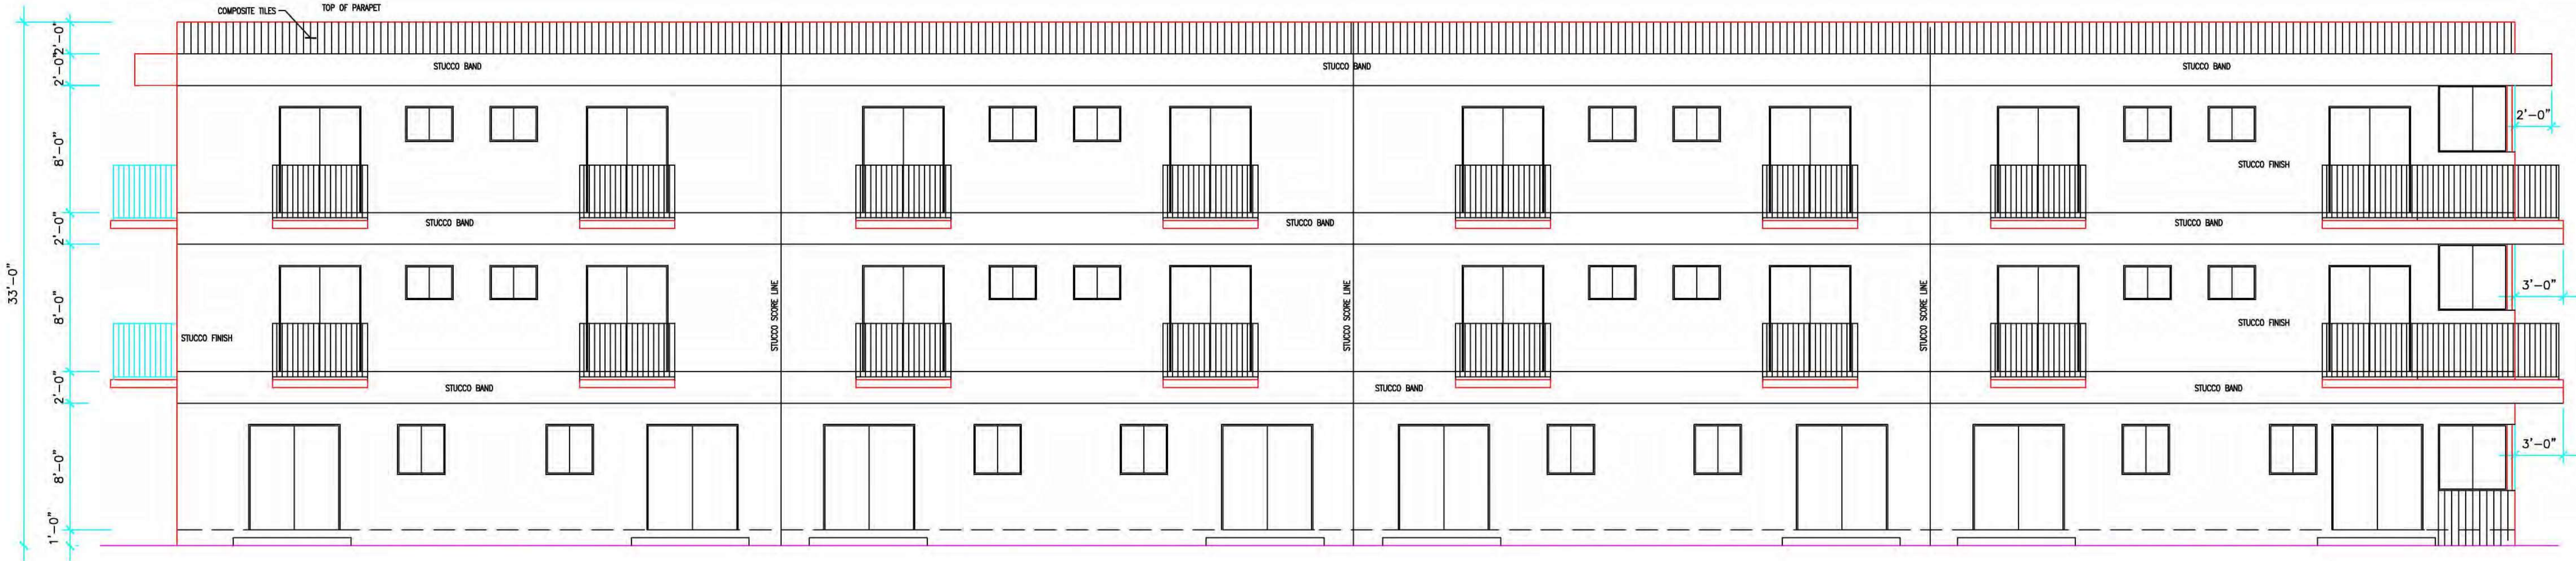 COMPOSITE TILES
TOP OF PARAPET
2'-0"
2'-0"
STUCCO BAND
STUCCO BAND
STUCCO BAND
8'-0"
2'-0"
STUCCO FINISH
2'-0"
STUCCO BAND
STUCCO BAND
STUCCO BAND
33'-0"
8'-0"
STUCCO FINISH
STUCCO SCORE LINE
STUCCO SCORE LINE
STUCCO SCORE LINE
STUCCO FINISH
3'-0"
2'-0"
STUCCO BAND
STUCCO BAND
STUCCO BAND
8'-0"
3'-0"
1'-0"